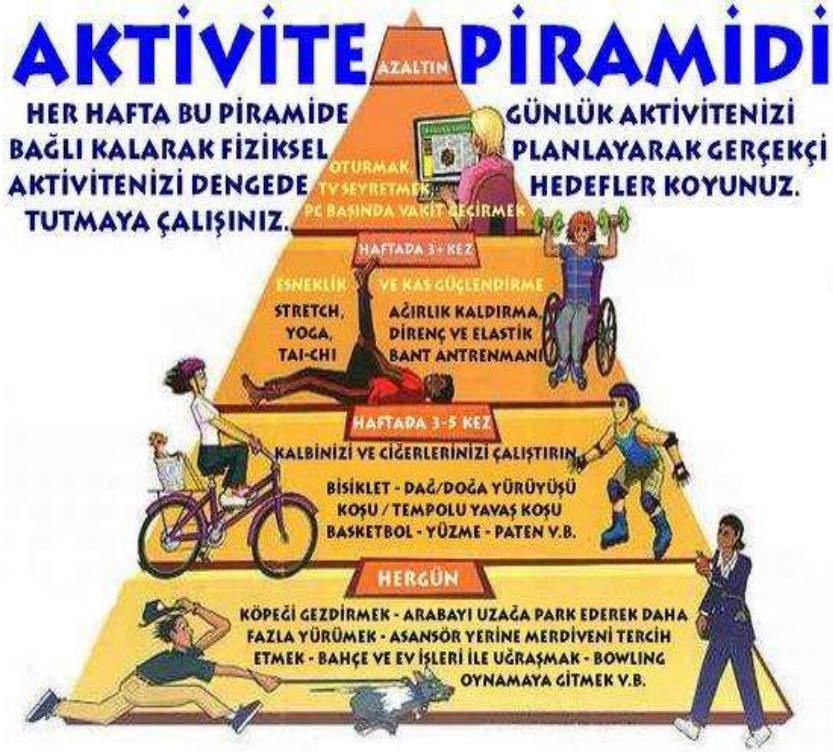 AKTİVİTE PİRAMİDİ
HER HAFTA BU PİRAMİDE
BAĞLI KALARAK FİZİKSEL
AKTİVİTENİZİ DENGEDE
TUTMAYA ÇALIŞINIZ.
GÜNLÜK AKTİVİTENİZİ
PLANLAYARAK GERÇEKÇİ
HEDEFLER KOYUNUZ.
AZALTIN
OTURMAK,
TV SEYRETMEK,
PC BAŞINDA VAKİT GEÇİRMEK
HAFTADA 3+ KEZ
ESNEKLİK VE KAS GÜÇLENDİRME
STRETCH,
YOGA,
TAI-CHI
AĞIRLIK KALDIRMA,
DİRENÇ VE ELASTİK
BANT ANTRENMANI
HAFTADA 3-5 KEZ
KALBİNİZİ VE CİĞERLERİNİZİ ÇALIŞTIRIN
BİSİKLET - DAĞ/DOĞA YÜRÜYÜŞÜ
KOŞU / TEMPOLU YAVAŞ KOŞU
BASKETBOL - YÜZME - PATEN V.B.
HERGÜN
KÖPEĞİ GEZDİRMEK - ARABAYI UZAĞA PARK EDEREK DAHA
FAZLA YÜRÜMEK - ASANSÖR YERİNE MERDİVENİ TERCİH
ETMEK - BAHÇE VE EV İŞLERİ İLE UĞRAŞMAK - BOWLING
OYNAMAYA GİTMEK V.B.